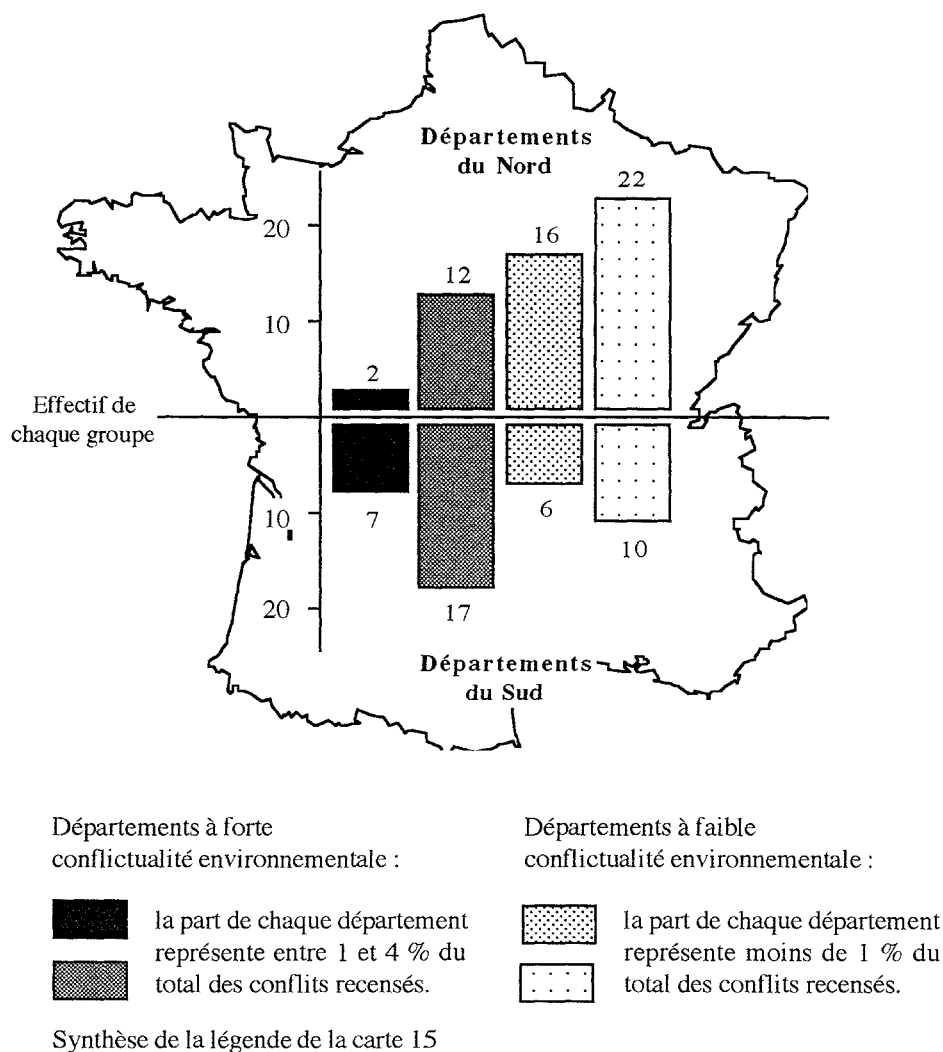 Départements
du Nord
22
20
16
12
10
2
Effectif de
chaque groupe
7
6
10
10
17
20
Départements
du Sud
Départements à forte
conflictualité environnementale :
la part de chaque département
représente entre 1 et 4 % du
total des conflits recensés.
Départements à faible
conflictualité environnementale :
la part de chaque département
représente moins de 1 % du
total des conflits recensés.
Synthèse de la légende de la carte 15